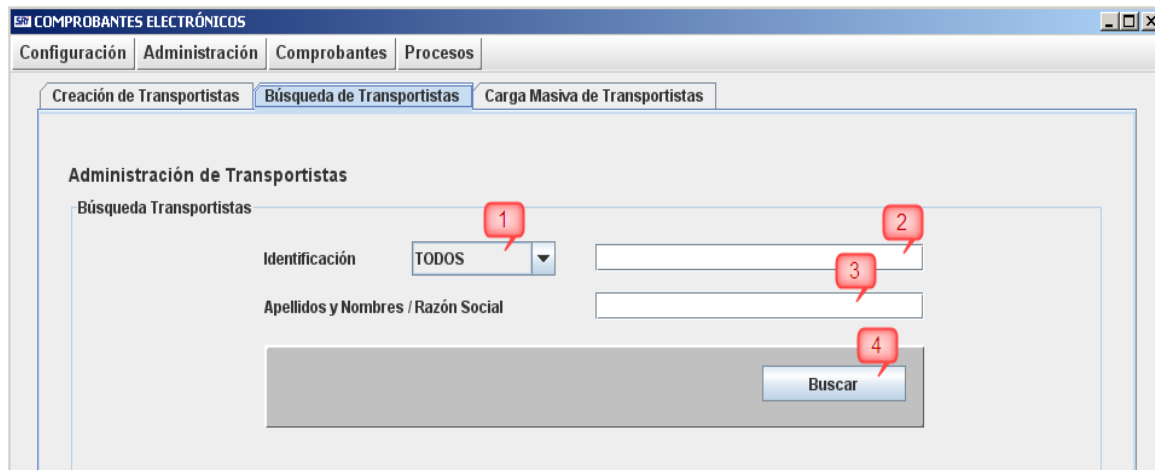 SRI COMPROBANTES ELECTRÓNICOS
Configuración Administración Comprobantes Procesos
Creación de Transportistas Búsqueda de Transportistas Carga Masiva de Transportistas
Administración de Transportistas
Búsqueda Transportistas
1
2
Identificación TODOS
3
Apellidos y Nombres / Razón Social
4
Buscar